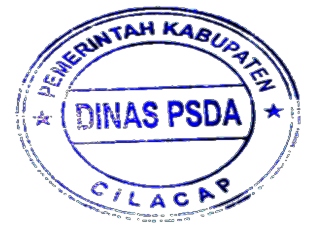 PEMERINTAH KABUPATEN
DINAS PSDA
CILACAP